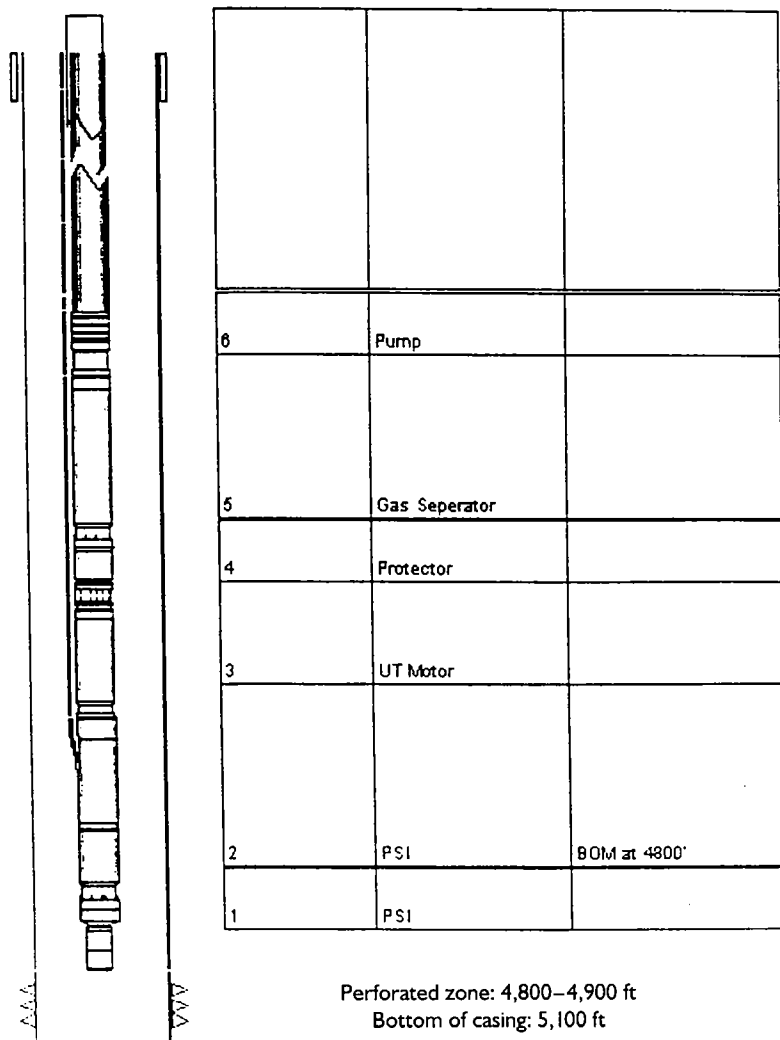 6 Pump
5 Gas Seperator
4 Protector
3 UT Motor
2 PSI BOM at 4800'
1 PSI
Perforated zone: 4,800–4,900 ft
Bottom of casing: 5,100 ft